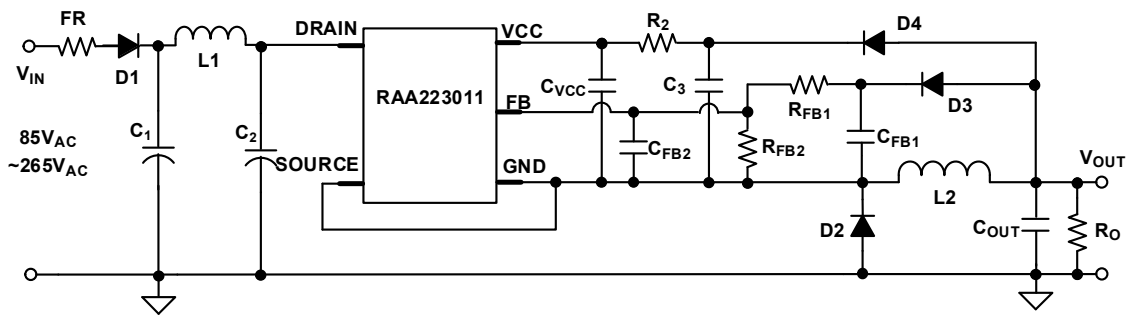 FR
D1
L1
DRAIN
VCC
R2
D4
VIN
CVCC
C3
RAA223011
FB
RFB1
D3
C1
C2
85VAC
~265VAC
SOURCE
CFB2
RFB2
CFB1
GND
VOUT
L2
D2
COUT
RO